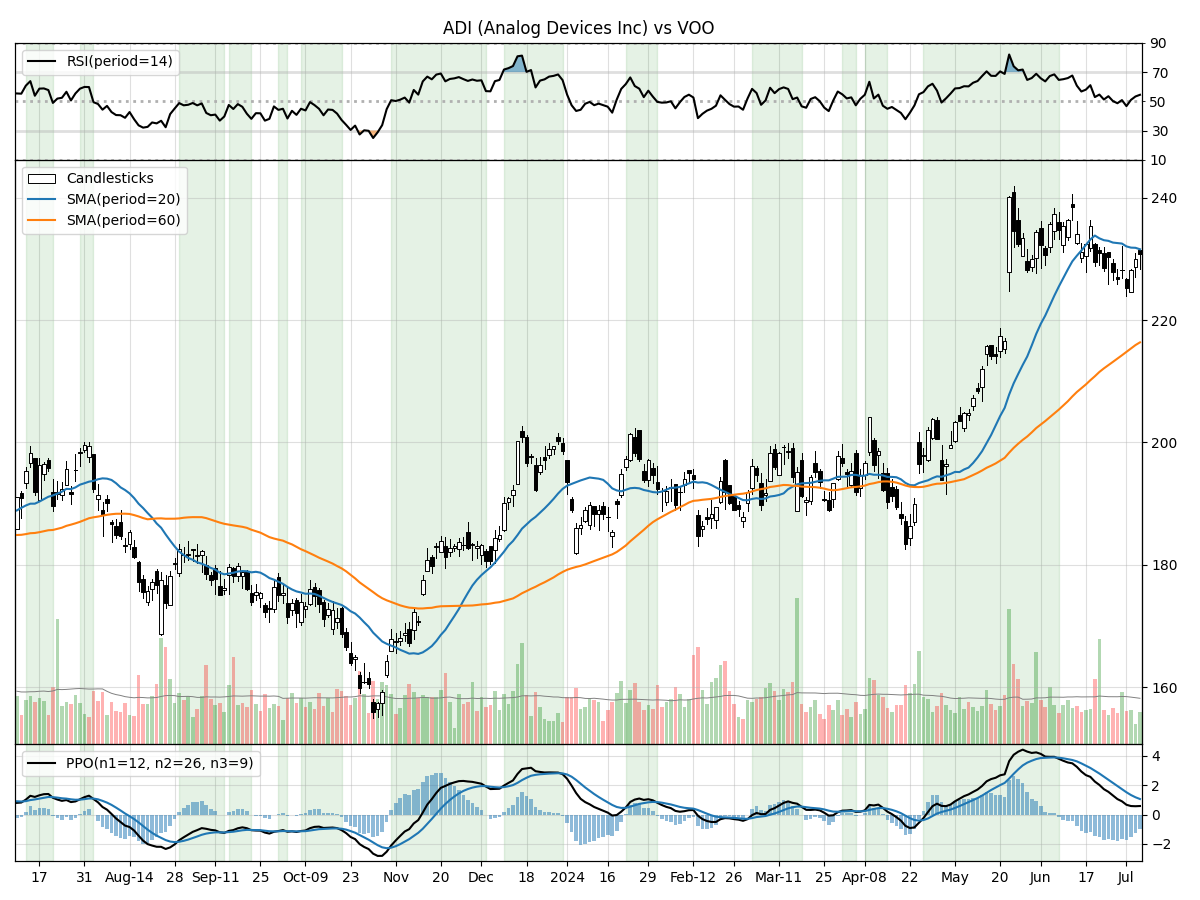 ADI (Analog Devices Inc) vs VOO
RSI(period=14)
90
70
50
30
10
Candlesticks
SMA(period=20)
SMA(period=60)
240
220
200
180
160
PPO(n1=12, n2=26, n3=9)
4
2
0
−2
17 31 Aug-14 28 Sep-11 25 Oct-09 23 Nov 20 Dec 18 2024 16 29 Feb-12 26 Mar-11 25 Apr-08 22 May 20 Jun 17 Jul